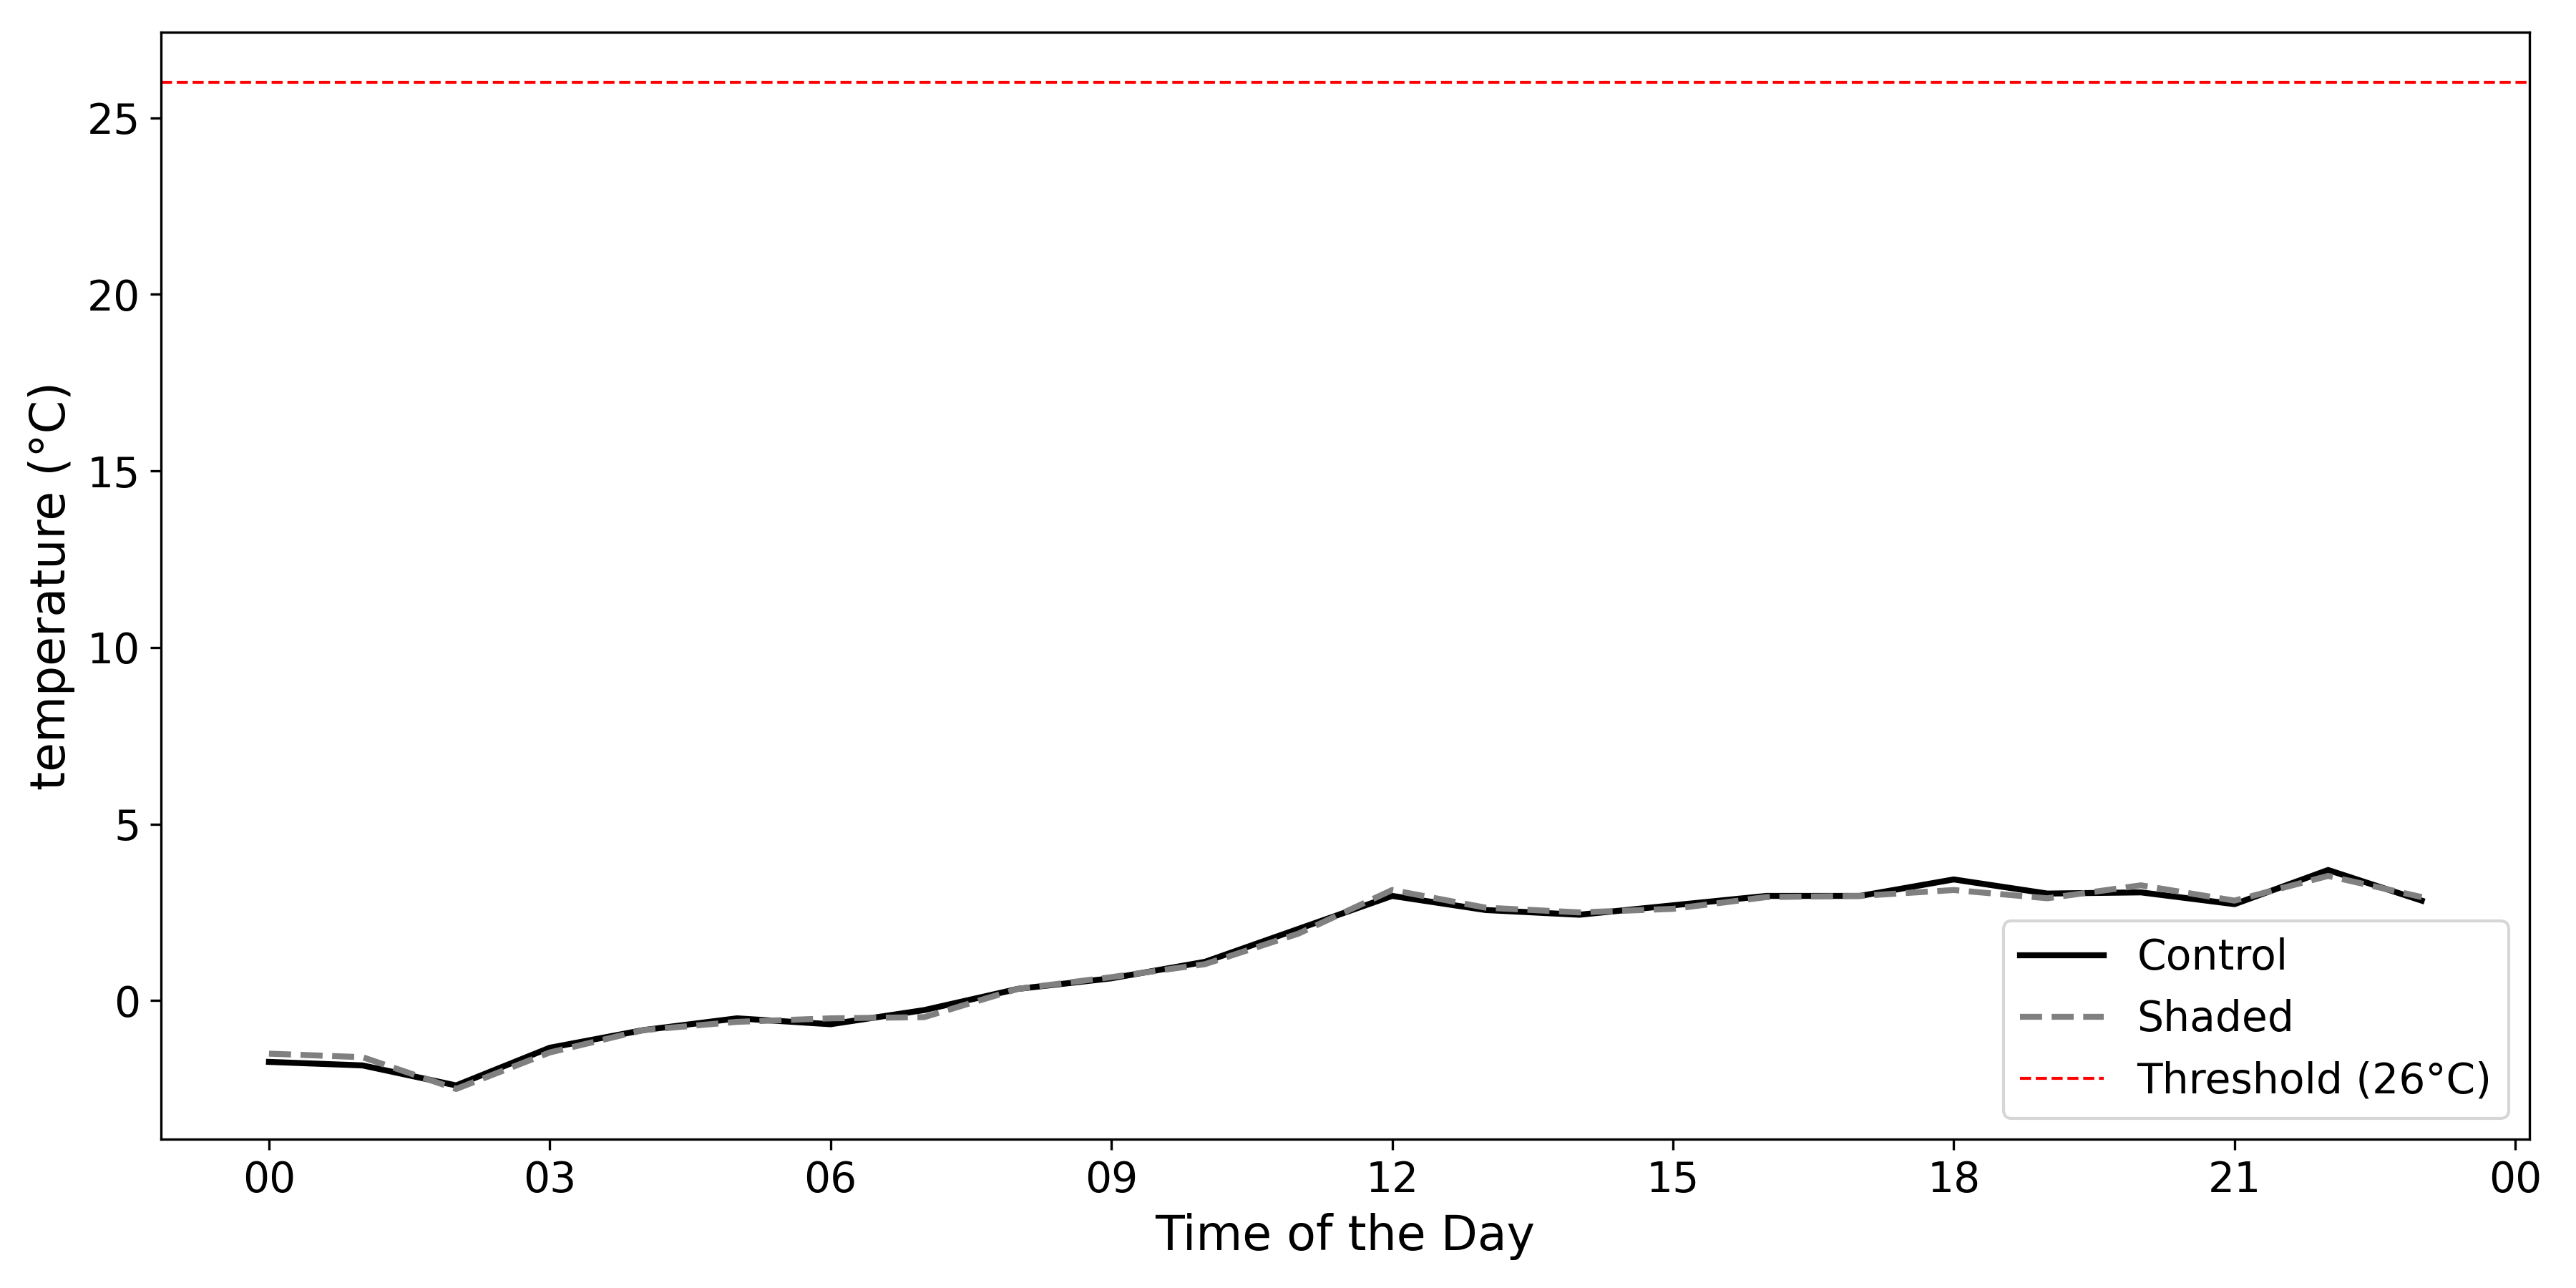 25
20
15
10
5
0
temperature (°C)
Control
Shaded
Threshold (26°C)
00 03 06 09 12 15 18 21 00
Time of the Day